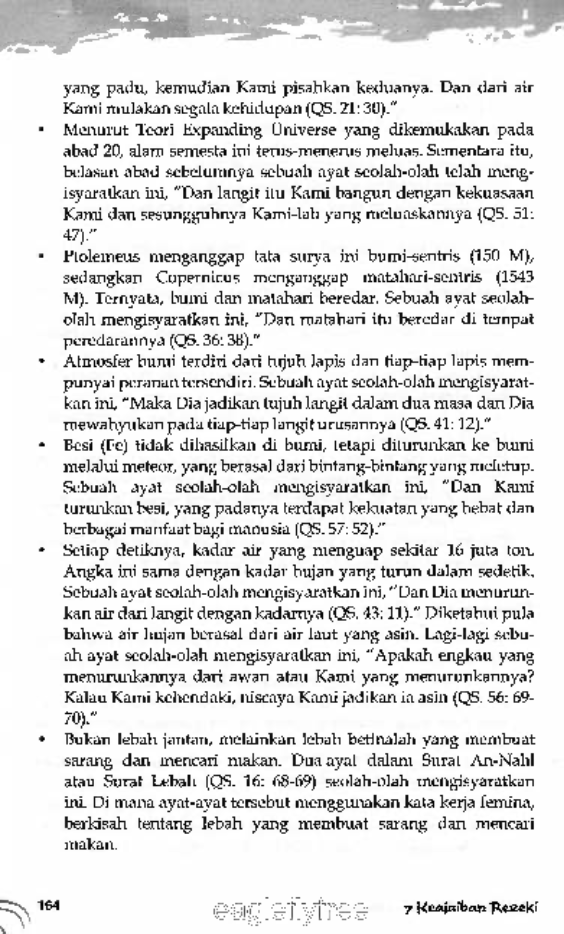 yang padu, kemudian Kami pisahkan keduanya. Dan dari air
Kami mulakan segala kehidupan (QS. 21: 30)."
• Menurut Teori Expanding Universe yang dikemukakan pada
abad 20, alam semesta ini terus-menerus meluas. Sementara itu,
belasan abad sebelumnya sebuah ayat seolah-olah telah meng-
isyaratkan ini, "Dan langit itu Kami bangun dengan kekuasaan
Kami dan sesungguhnya Kami-lah yang meluaskannya (QS. 51:
47)."
• Ptolemeus menganggap tata surya ini bumi-sentris (150 M),
sedangkan Copernicus menganggap matahari-sentris (1543
M). Ternyata, bumi dan matahari beredar. Sebuah ayat seolah-
olah mengisyaratkan ini, "Dan matahari itu beredar di tempat
peredarannya (QS. 36: 38)."
• Atmosfer bumi terdiri dari tujuh lapis dan tiap-tiap lapis mem-
punyai peranan tersendiri. Sebuah ayat seolah-olah mengisyarat-
kan ini, "Maka Dia jadikan tujuh langit dalam dua masa dan Dia
mewahyukan pada tiap-tiap langit urusannya (QS. 41: 12)."
• Besi (Fe) tidak dihasilkan di bumi, tetapi diturunkan ke bumi
melalui meteor, yang berasal dari bintang-bintang yang meletup.
Sebuah ayat seolah-olah mengisyaratkan ini, "Dan Kami
turunkan besi, yang padanya terdapat kekuatan yang hebat dan
berbagai manfaat bagi manusia (QS. 57: 52)."
• Setiap detiknya, kadar air yang menguap sekitar 16 juta ton.
Angka ini sama dengan kadar hujan yang turun dalam sedetik.
Sebuah ayat seolah-olah mengisyaratkan ini, "Dan Dia menurun-
kan air dari langit dengan kadarnya (QS. 43: 11)." Diketahui pula
bahwa air hujan berasal dari air laut yang asin. Lagi-lagi sebu-
ah ayat seolah-olah mengisyaratkan ini, "Apakah engkau yang
menurunkannya dari awan atau Kami yang menurunkannya?
Kalau Kami kehendaki, niscaya Kami jadikan ia asin (QS. 56: 69-
70)."
• Bukan lebah jantan, melainkan lebah betinalah yang membuat
sarang dan mencari makan. Dua ayat dalam Surat An-Nahl
atau Surat Lebah (QS. 16: 68-69) seolah-olah mengisyaratkan
ini. Di mana ayat-ayat tersebut menggunakan kata kerja femina,
berkisah tentang lebah yang membuat sarang dan mencari
makan.
164
eagleflytree
7 Keajaiban Rezeki